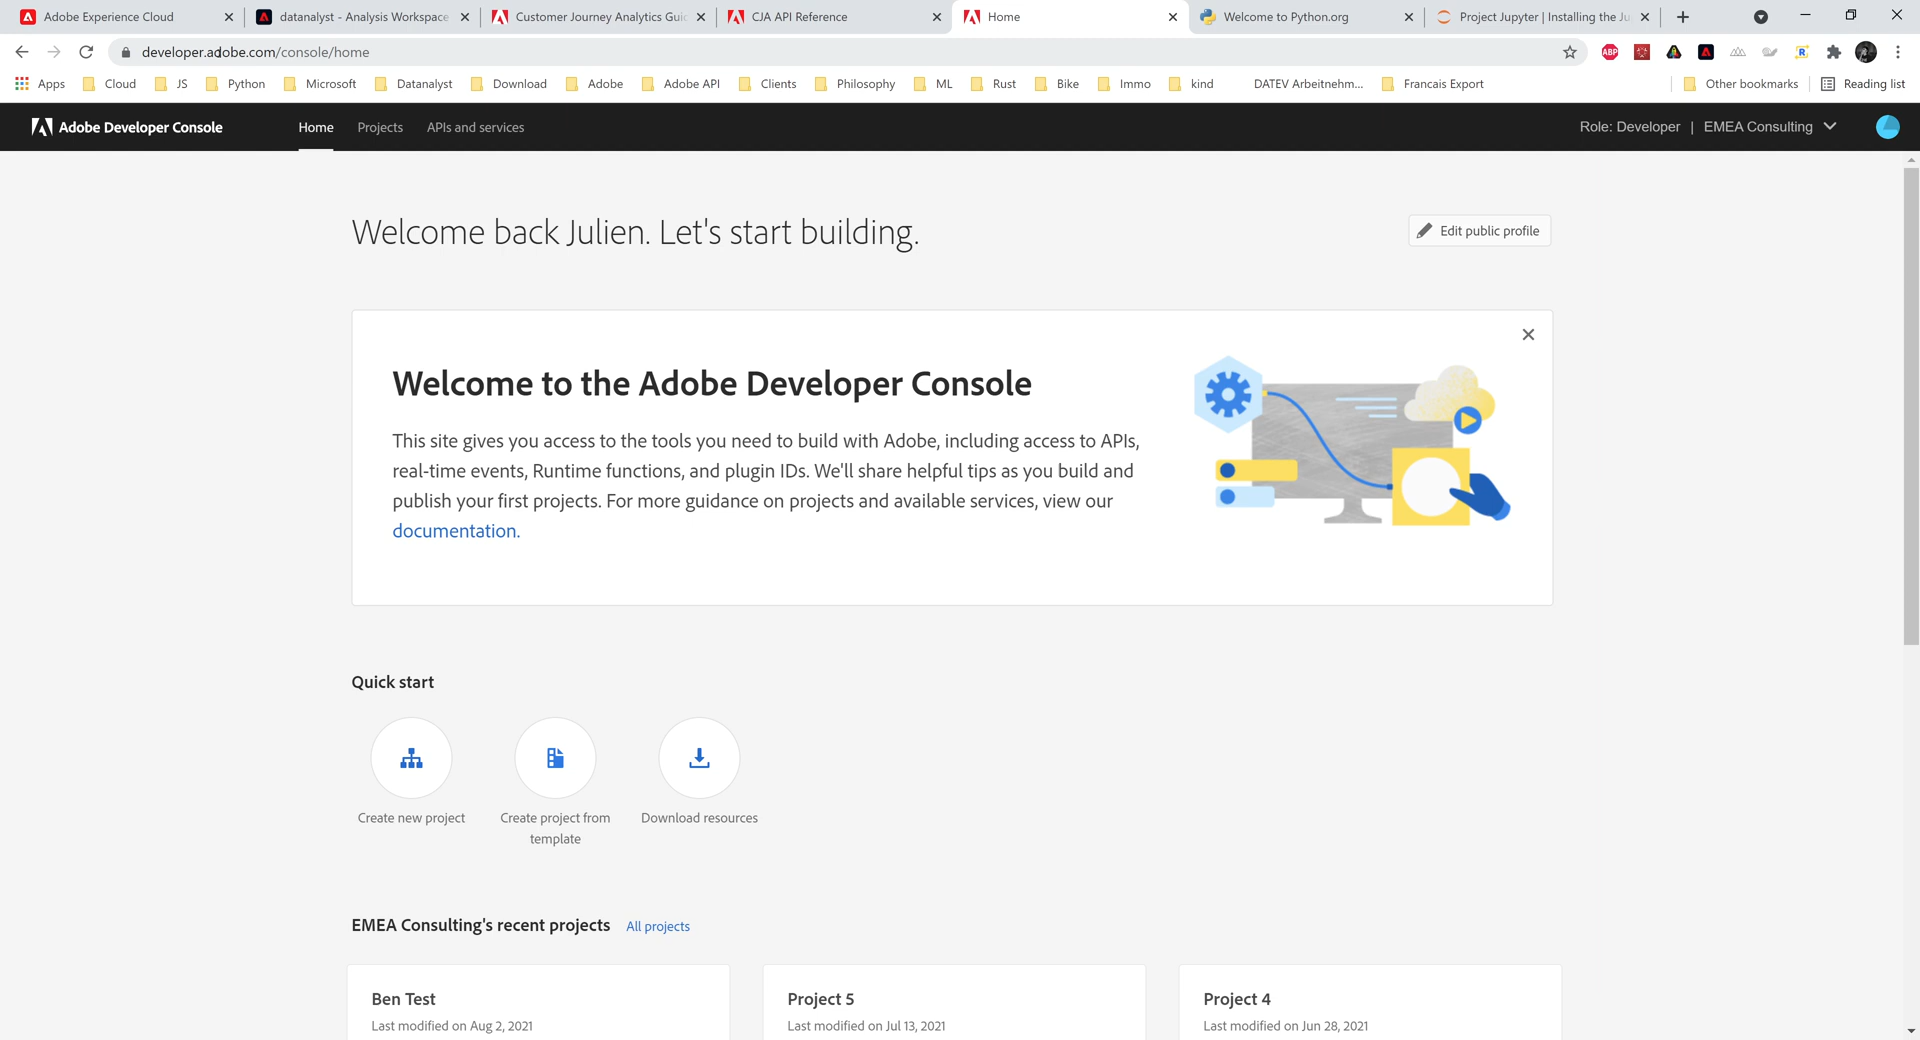 Adobe Experience Cloud
datanalyst - Analysis Workspace
Customer Journey Analytics Guid
CJA API Reference
Home
Welcome to Python.org
Project Jupyter | Installing the Ju
developer.adobe.com/console/home
ABP
Apps
Cloud
JS
Python
Microsoft
Datanalyst
Download
Adobe
Adobe API
Clients
Philosophy
ML
Rust
Bike
Immo
kind
DATEV Arbeitnehm...
Francais Export
Other bookmarks
Reading list
Adobe Developer Console
Home
Projects
APIs and services
Role: Developer | EMEA Consulting
Welcome back Julien. Let's start building.
Edit public profile
Welcome to the Adobe Developer Console
This site gives you access to the tools you need to build with Adobe, including access to APIs,
real-time events, Runtime functions, and plugin IDs. We'll share helpful tips as you build and
publish your first projects. For more guidance on projects and available services, view our
documentation.
Quick start
Create new project
Create project from
template
Download resources
EMEA Consulting's recent projects
All projects
Ben Test
Last modified on Aug 2, 2021
Project 5
Last modified on Jul 13, 2021
Project 4
Last modified on Jun 28, 2021